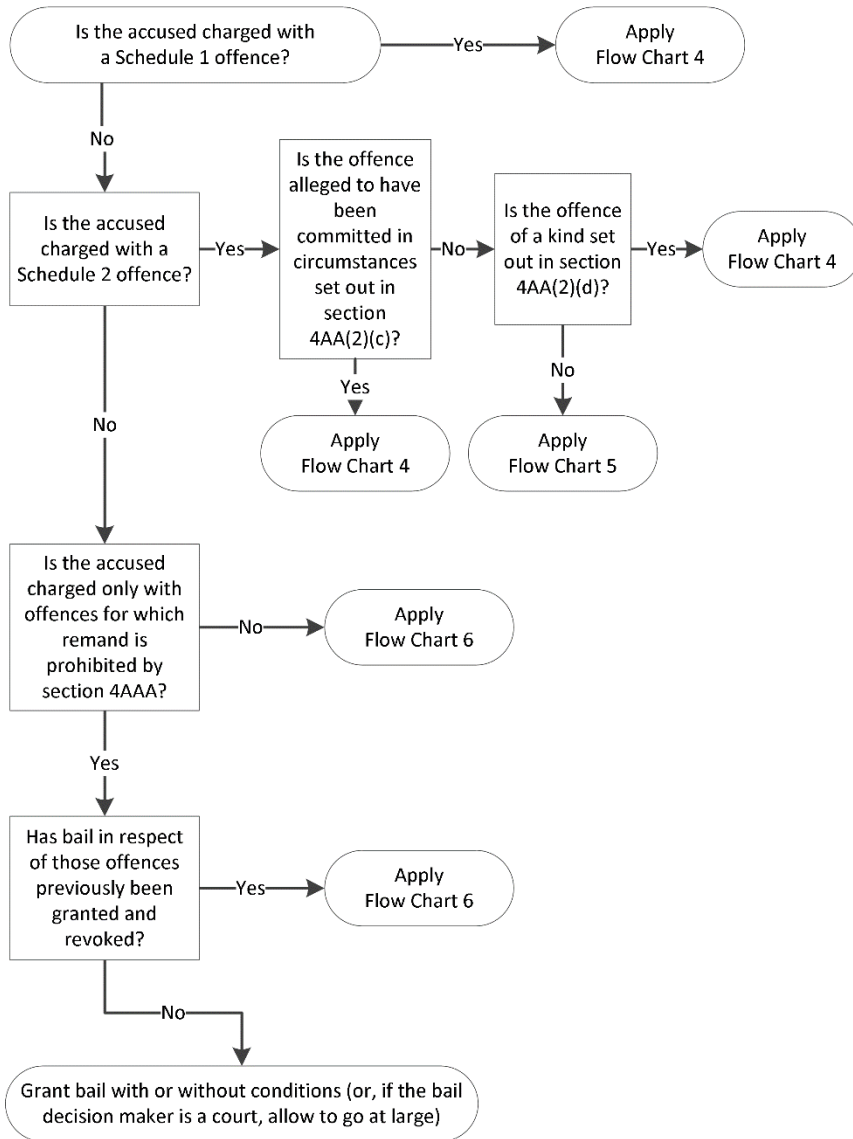 Is the accused charged with
a Schedule 1 offence?
Yes
Apply
Flow Chart 4
No
Is the accused
charged with a
Schedule 2 offence?
Yes
Is the offence
alleged to have
been
committed in
circumstances
set out in
section
4AA(2)(c)?
No
Is the offence
of a kind set
out in section
4AA(2)(d)?
Yes
Apply
Flow Chart 4
Yes
Apply
Flow Chart 4
No
Apply
Flow Chart 5
No
Is the accused
charged only with
offences for which
remand is
prohibited by
section 4AAA?
No
Apply
Flow Chart 6
Yes
Has bail in respect
of those offences
previously been
granted and
revoked?
Yes
Apply
Flow Chart 6
No
Grant bail with or without conditions (or, if the bail
decision maker is a court, allow to go at large)